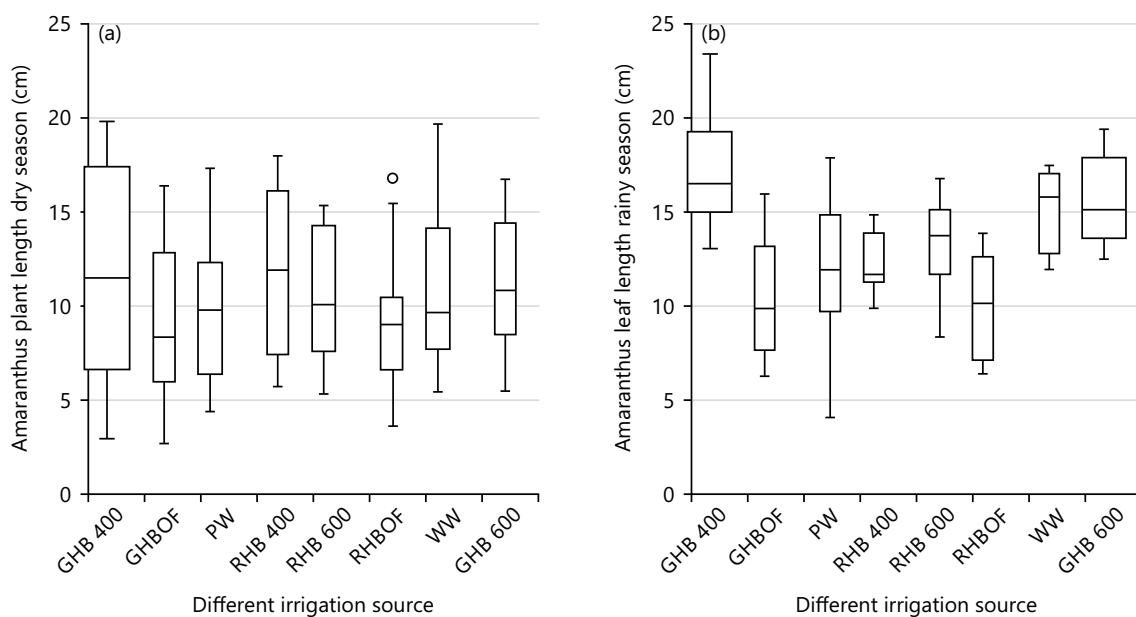 (a)
Amaranthus plant length dry season (cm)
25
20
15
10
5
0
GHB 400
GHBOF
PW
RHB 400
RHB 600
RHBOF
WW
GHB 600
Different irrigation source
(b)
Amaranthus leaf length rainy season (cm)
25
20
15
10
5
0
GHB 400
GHBOF
PW
RHB 400
RHB 600
RHBOF
WW
GHB 600
Different irrigation source